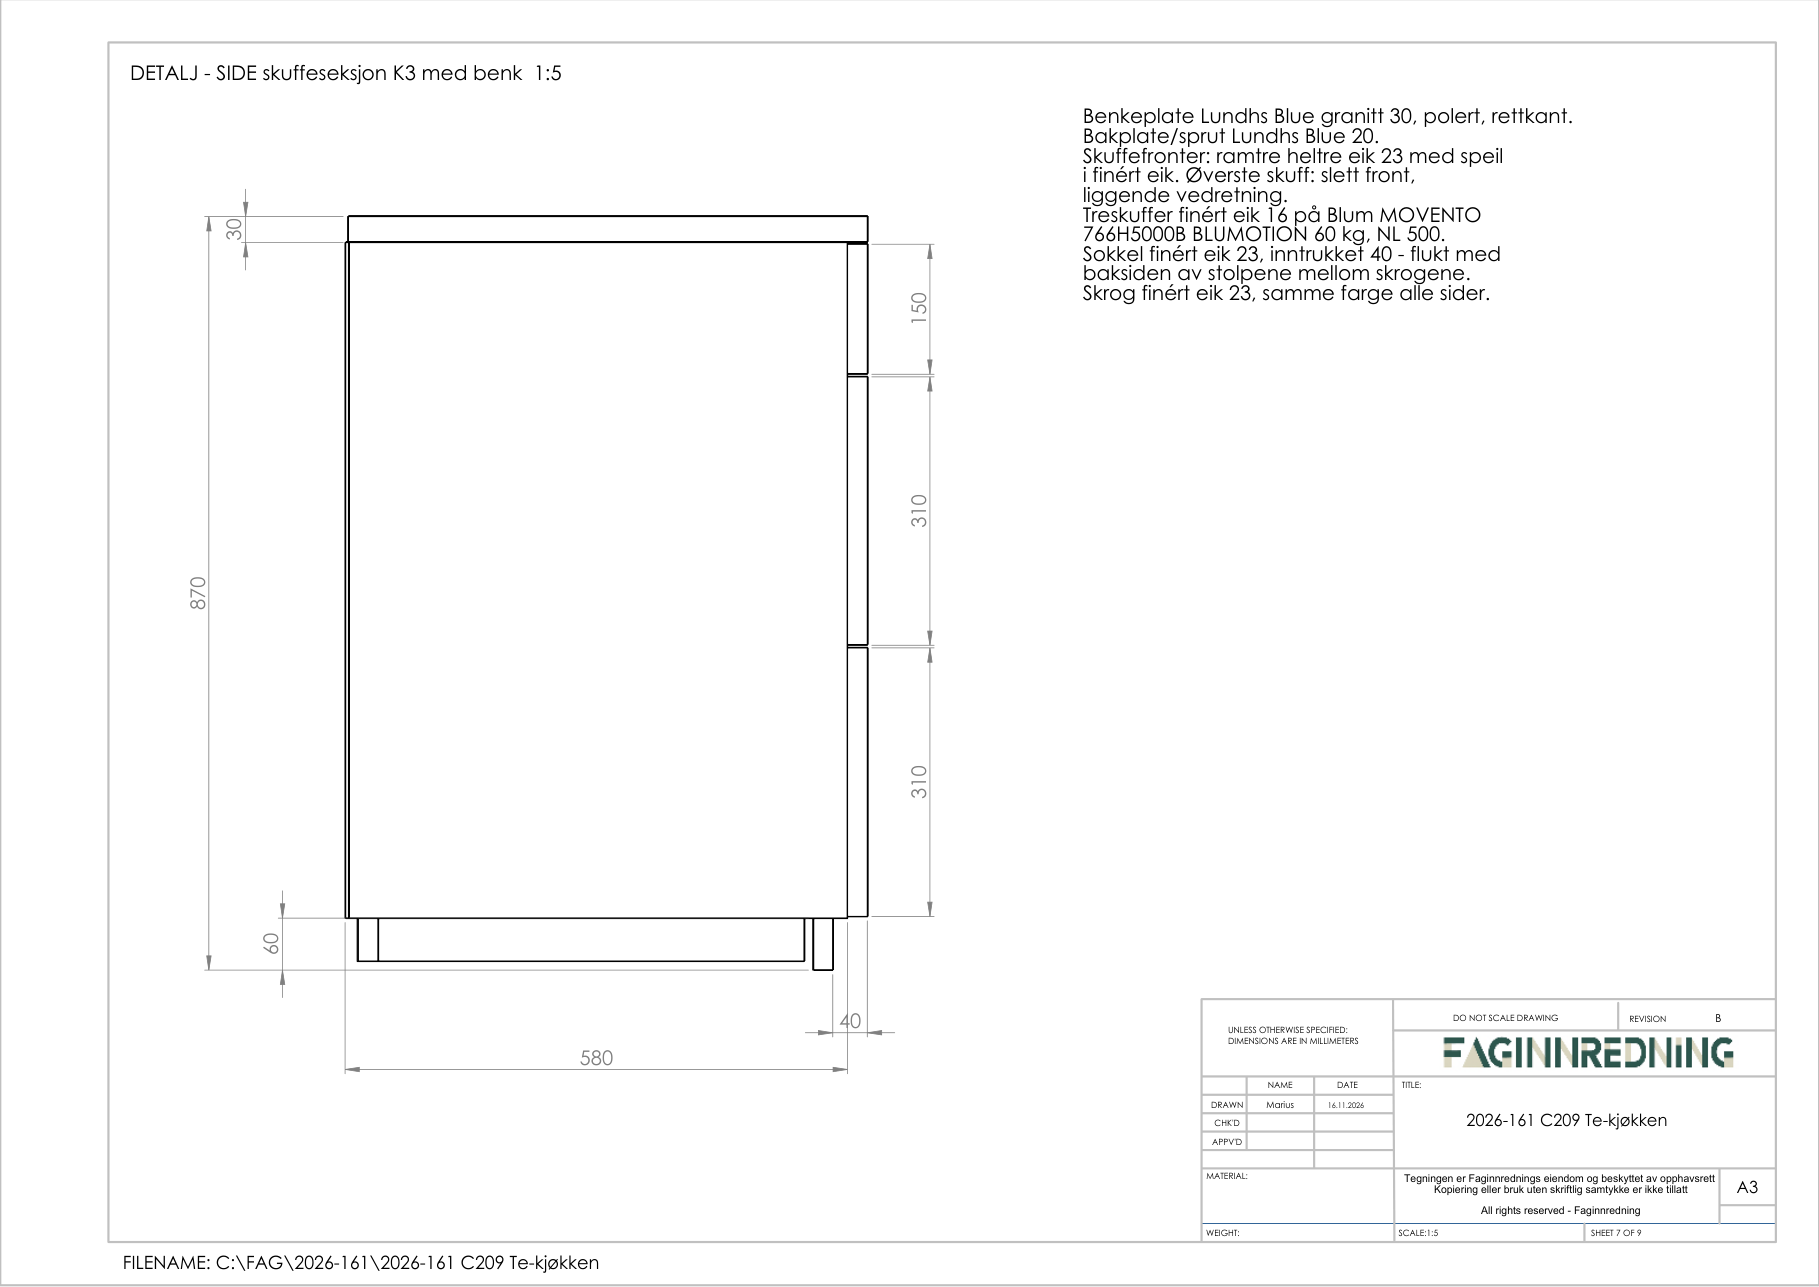 DETALJ - SIDE skuffeseksjon K3 med benk 1:5
Benkeplate Lundhs Blue granitt 30, polert, rettkant.
Bakplate/sprut Lundhs Blue 20.
Skuffefronter: ramtre heltre eik 23 med speil
i finért eik. Øverste skuff: slett front,
liggende vedretning.
Treskuffer finért eik 16 på Blum MOVENTO
766H5000B BLUMOTION 60 kg, NL 500.
Sokkel finért eik 23, inntrukket 40 - flukt med
baksiden av stolpene mellom skrogene.
Skrog finért eik 23, samme farge alle sider.
30
150
310
870
310
60
40
580
UNLESS OTHERWISE SPECIFIED:
DIMENSIONS ARE IN MILLIMETERS
DO NOT SCALE DRAWING
REVISION B
FAGINNREDNING
NAME DATE
DRAWN Marius 16.11.2026
CHK'D
APPV'D
TITLE:
2026-161 C209 Te-kjøkken
MATERIAL:
Tegningen er Faginnrednings eiendom og beskyttet av opphavsrett
Kopiering eller bruk uten skriftlig samtykke er ikke tillatt
All rights reserved - Faginnredning
A3
WEIGHT:
SCALE:1:5
SHEET 7 OF 9
FILENAME: C:\FAG\2026-161\2026-161 C209 Te-kjøkken